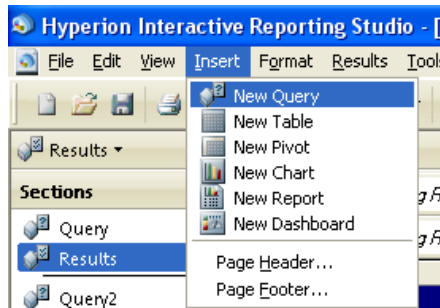 Hyperion Interactive Reporting Studio - [
File Edit View Insert Format Results Tools
New Query
New Table
New Pivot
New Chart
New Report
New Dashboard
Page Header...
Page Footer...
Results
Sections
Query
Results
Query2